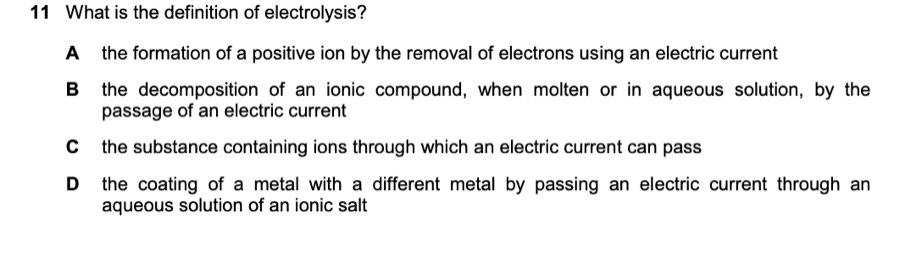 11 What is the definition of electrolysis?
A the formation of a positive ion by the removal of electrons using an electric current
B the decomposition of an ionic compound, when molten or in aqueous solution, by the
passage of an electric current
C the substance containing ions through which an electric current can pass
D the coating of a metal with a different metal by passing an electric current through an
aqueous solution of an ionic salt